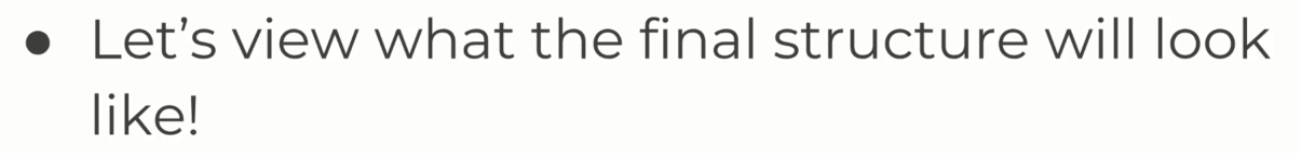 ● Let’s view what the final structure will look
like!